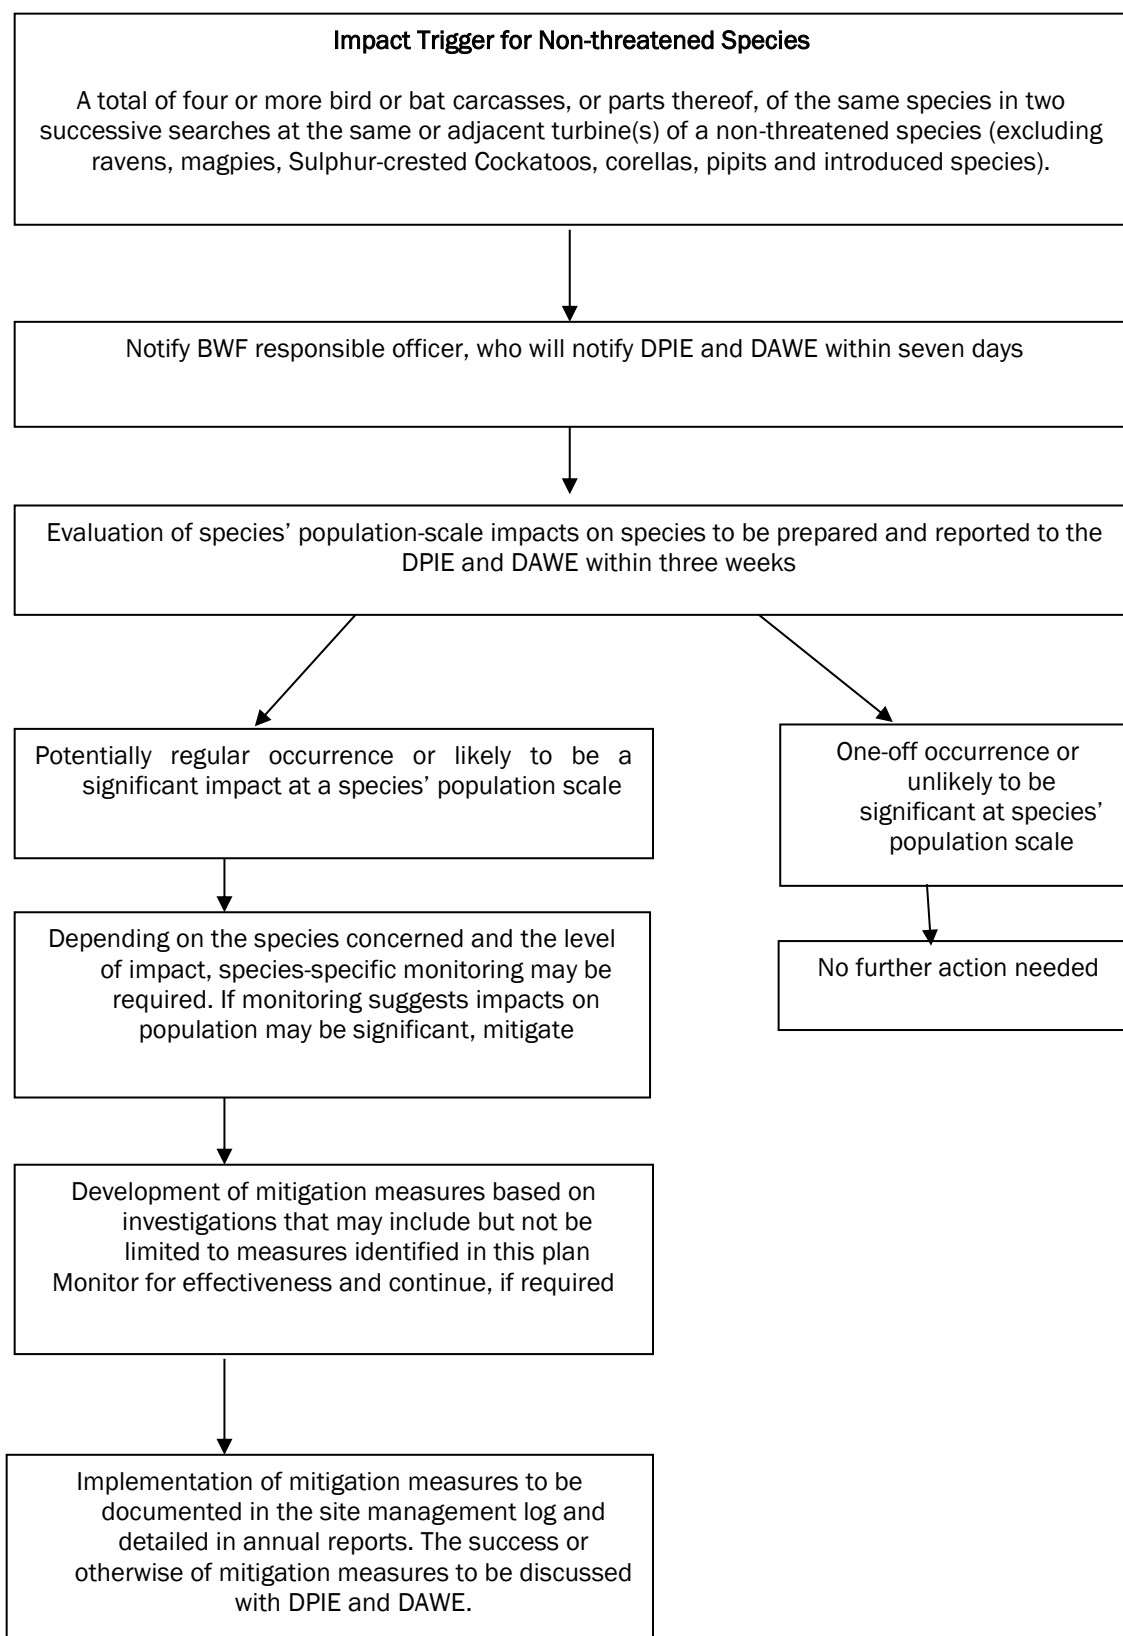 Impact Trigger for Non-threatened Species
A total of four or more bird or bat carcasses, or parts thereof, of the same species in two
successive searches at the same or adjacent turbine(s) of a non-threatened species (excluding
ravens, magpies, Sulphur-crested Cockatoos, corellas, pipits and introduced species).
Notify BWF responsible officer, who will notify DPIE and DAWE within seven days
Evaluation of species’ population-scale impacts on species to be prepared and reported to the
DPIE and DAWE within three weeks
Potentially regular occurrence or likely to be a
significant impact at a species’ population scale
One-off occurrence or
unlikely to be
significant at species’
population scale
Depending on the species concerned and the level
of impact, species-specific monitoring may be
required. If monitoring suggests impacts on
population may be significant, mitigate
No further action needed
Development of mitigation measures based on
investigations that may include but not be
limited to measures identified in this plan
Monitor for effectiveness and continue, if required
Implementation of mitigation measures to be
documented in the site management log and
detailed in annual reports. The success or
otherwise of mitigation measures to be discussed
with DPIE and DAWE.